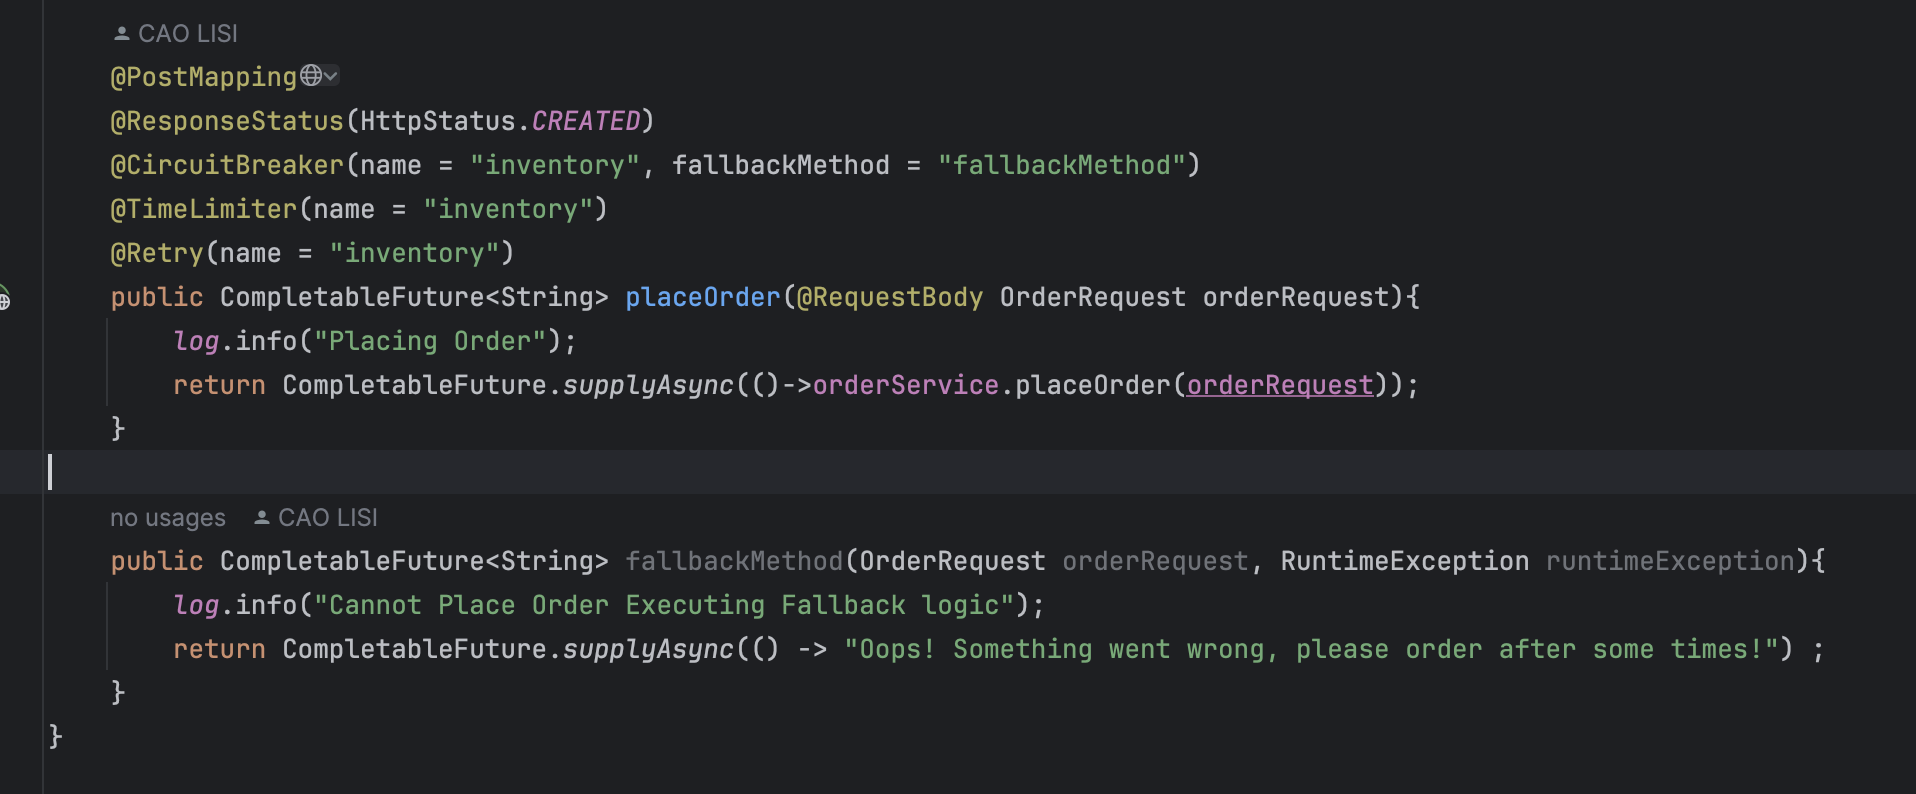 CAO LISI
@PostMapping
@ResponseStatus(HttpStatus.CREATED)
@CircuitBreaker(name = "inventory", fallbackMethod = "fallbackMethod")
@TimeLimiter(name = "inventory")
@Retry(name = "inventory")
public CompletableFuture<String> placeOrder(@RequestBody OrderRequest orderRequest){
log.info("Placing Order");
return CompletableFuture.supplyAsync(()->orderService.placeOrder(orderRequest));
}
no usages CAO LISI
public CompletableFuture<String> fallbackMethod(OrderRequest orderRequest, RuntimeException runtimeException){
log.info("Cannot Place Order Executing Fallback logic");
return CompletableFuture.supplyAsync(() -> "Oops! Something went wrong, please order after some times!") ;
}
}